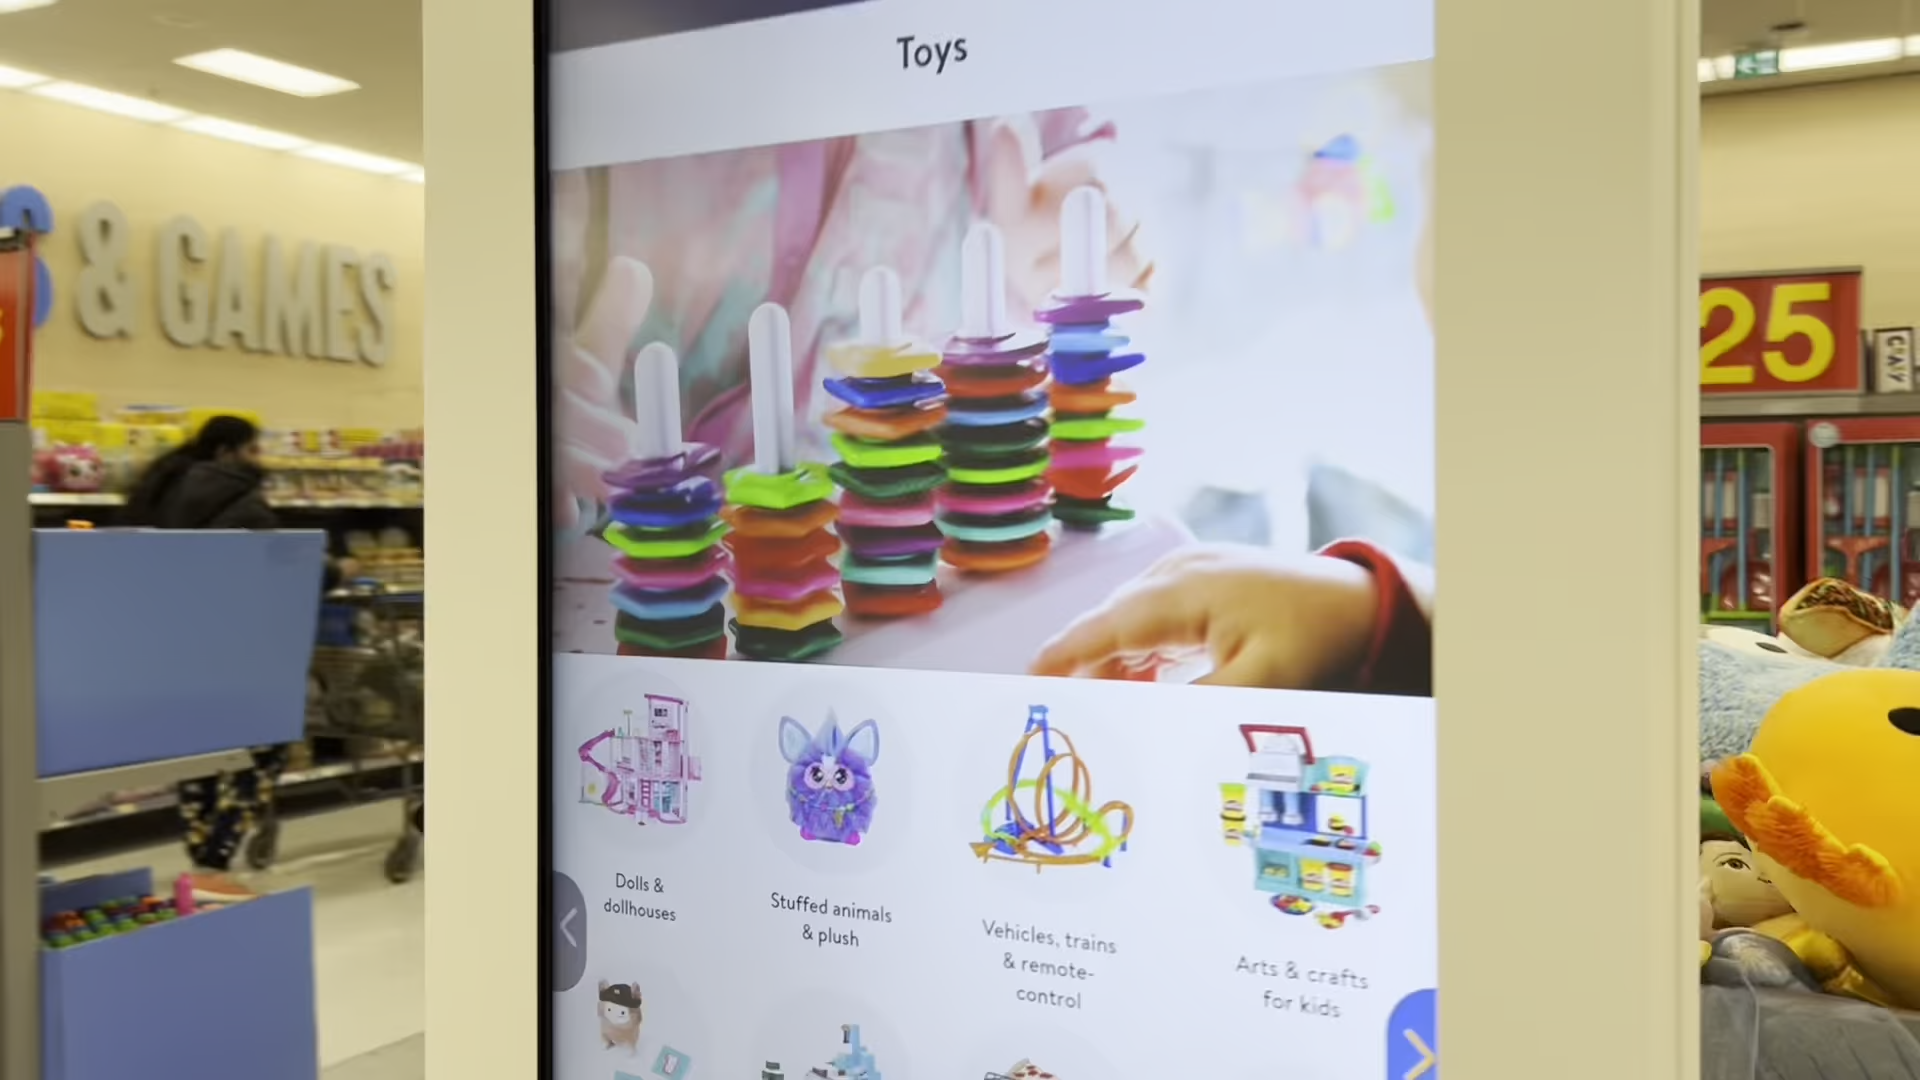 Toys
& GAMES
25
Dolls &
dollhouses
Stuffed animals
& plush
Vehicles, trains
& remote-
control
Arts & crafts
for kids